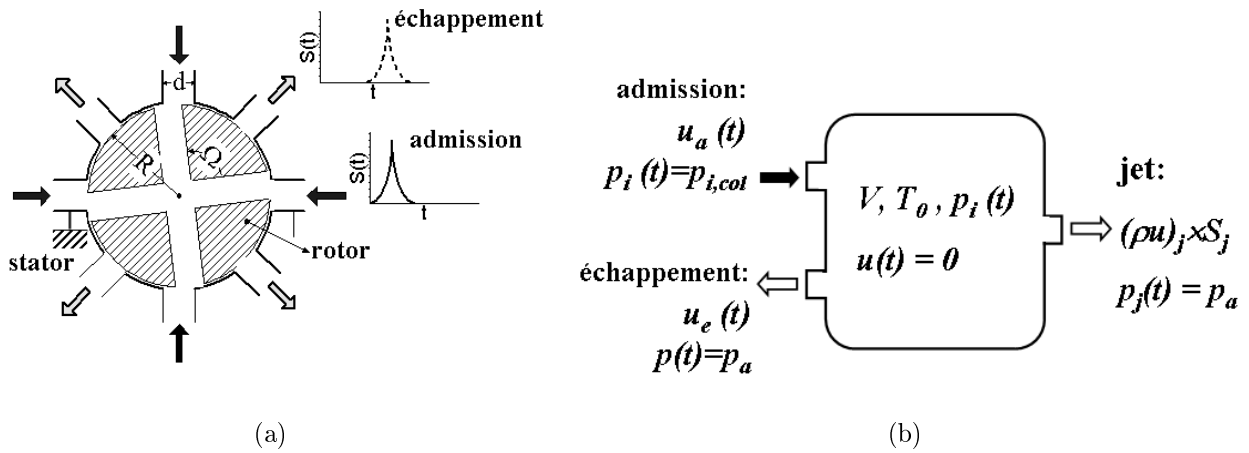 échappement
S(t)
t
d
admission
S(t)
t
R
Ω
rotor
stator
(a)
admission:
u_a (t)
p_i (t)=p_{i,col}
échappement:
u_e (t)
p(t)=p_a
V, T_0 , p_i (t)
u(t) = 0
jet:
(ρu)_j×S_j
p_j(t) = p_a
(b)